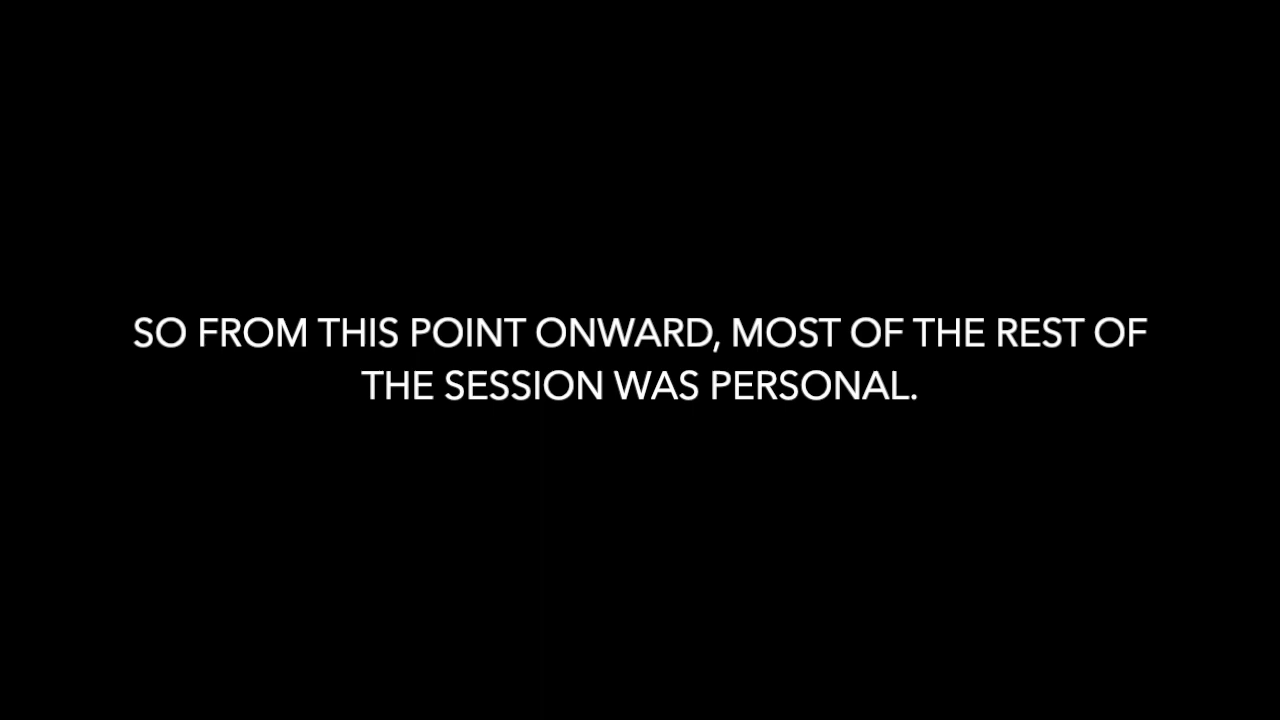 SO FROM THIS POINT ONWARD, MOST OF THE REST OF
THE SESSION WAS PERSONAL.